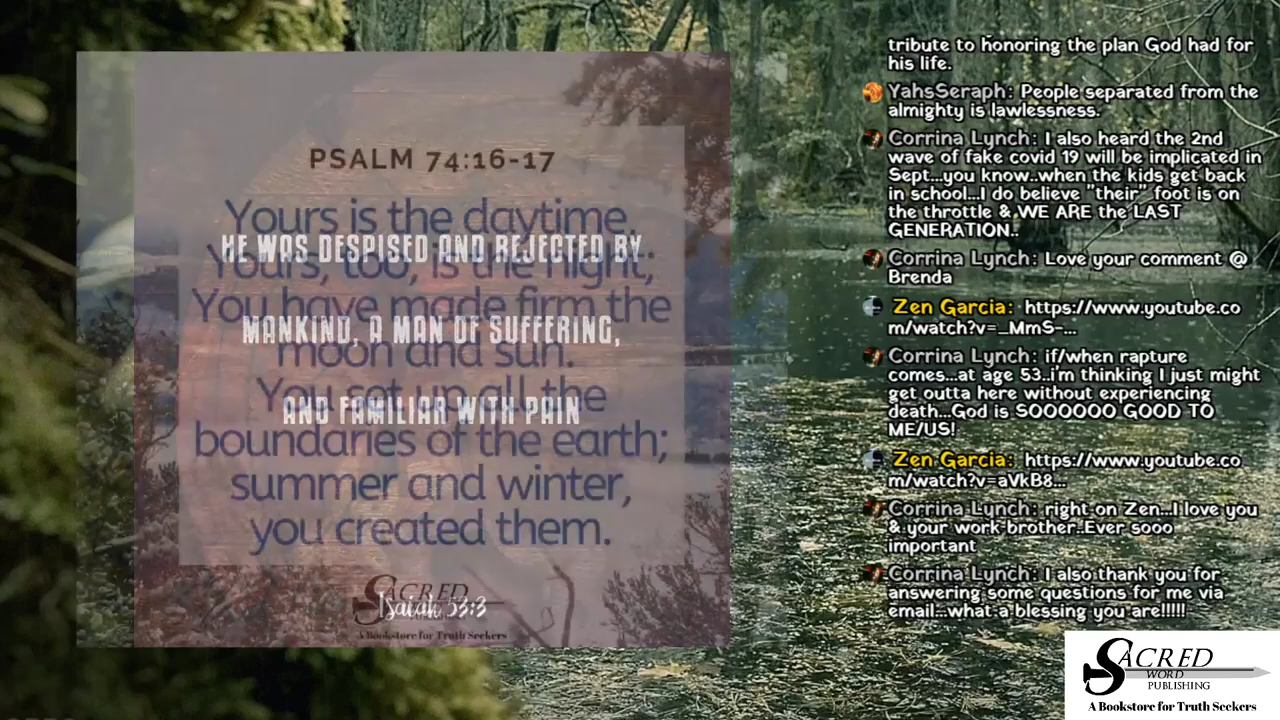 PSALM 74:16-17
Yours is the daytime.
Yours, too, is the night;
You have made firm the
moon and sun.
You set up all the
boundaries of the earth;
summer and winter,
you created them.
HE WAS DESPISED AND REJECTED BY
MANKIND, A MAN OF SUFFERING,
AND FAMILIAR WITH PAIN
Isaiah 53:3
SACRED
A Bookstore for Truth Seekers
tribute to honoring the plan God had for
his life.
YahsSeraph: People separated from the
almighty is lawlessness.
Corrina Lynch: I also heard the 2nd
wave of fake covid 19 will be implicated in
Sept...you know..when the kids get back
in school...I do believe "their" foot is on
the throttle & WE ARE the LAST
GENERATION..
Corrina Lynch: Love your comment @
Brenda
Zen Garcia: https://www.youtube.co
m/watch?v=_MmS-...
Corrina Lynch: if/when rapture
comes...at age 53..i'm thinking I just might
get outta here without experiencing
death...God is SOOOOOO GOOD TO
ME/US!
Zen Garcia: https://www.youtube.co
m/watch?v=aVkB8...
Corrina Lynch: right on Zen...I love you
& your work brother..Ever sooo
important
Corrina Lynch: I also thank you for
answering some questions for me via
email...what a blessing you are!!!!!
SACRED
WORD
PUBLISHING
A Bookstore for Truth Seekers